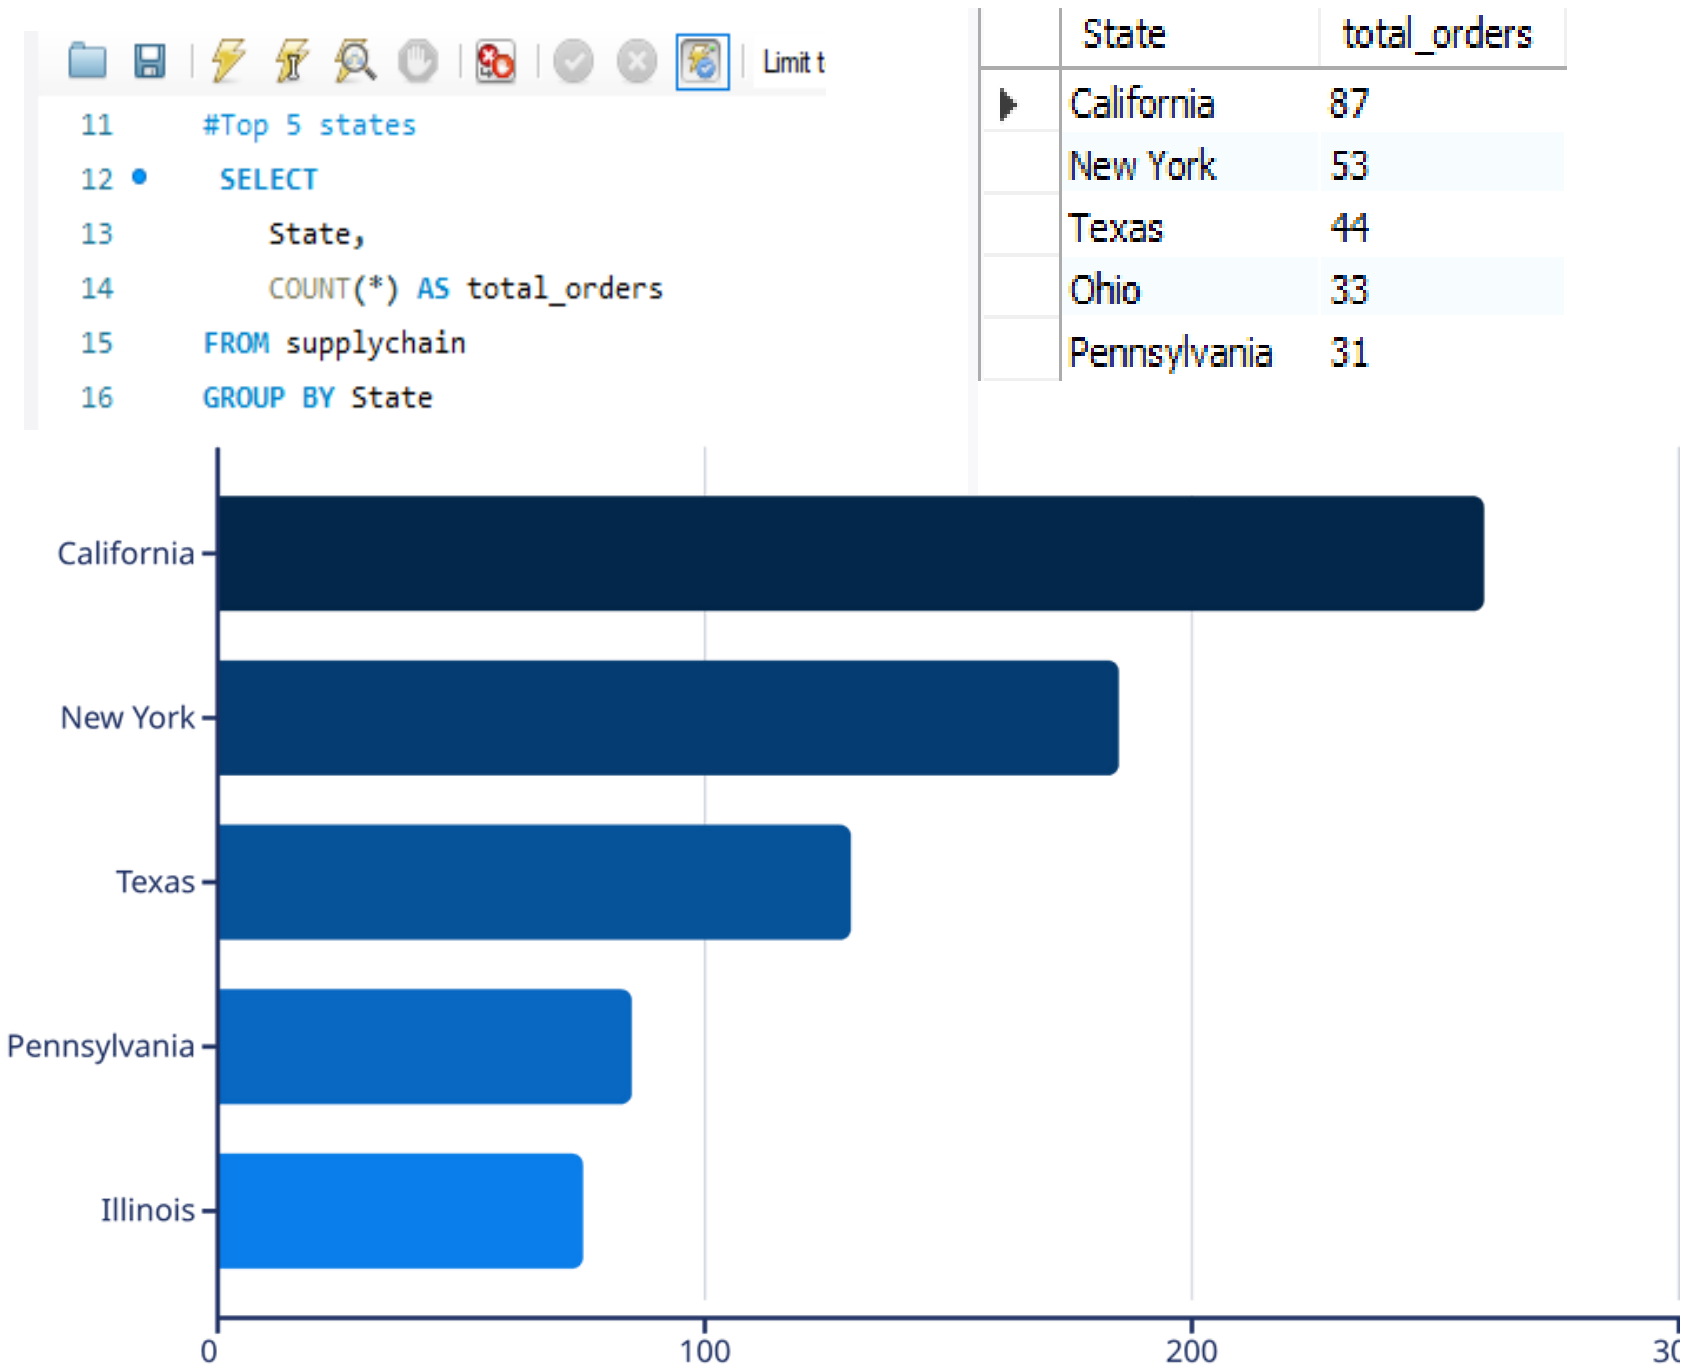 Limit t
11 #Top 5 states
12 SELECT
13 State,
14 COUNT(*) AS total_orders
15 FROM supplychain
16 GROUP BY State
State total_orders
California 87
New York 53
Texas 44
Ohio 33
Pennsylvania 31
California
New York
Texas
Pennsylvania
Illinois
0 100 200 30